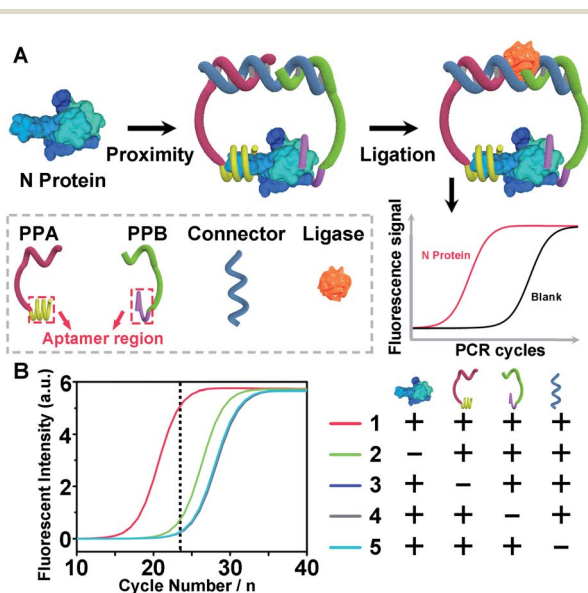 A
N Protein
Proximity
Ligation
PPA
PPB
Connector
Ligase
Aptamer region
Fluorescence signal
N Protein
Blank
PCR cycles
B
Fluorescent Intensity (a.u.)
6
4
2
0
10 20 30 40
Cycle Number / n
1 + + + +
2 − + + +
3 + − + +
4 + + − +
5 + + + −